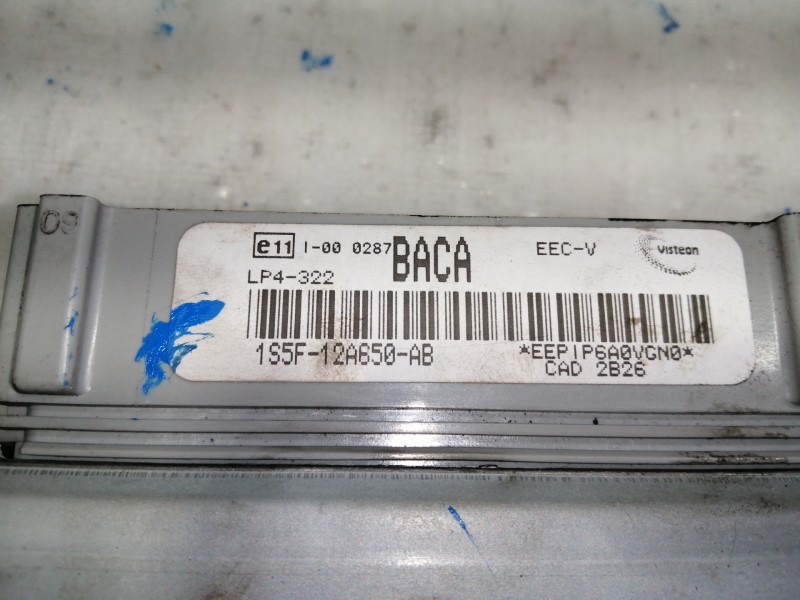 09
e11 I-00 0287 BACA EEC-V Visteon
LP4-322
1S5F-12A650-AB *EEPIP6A0VGN0*
CAD 2B26